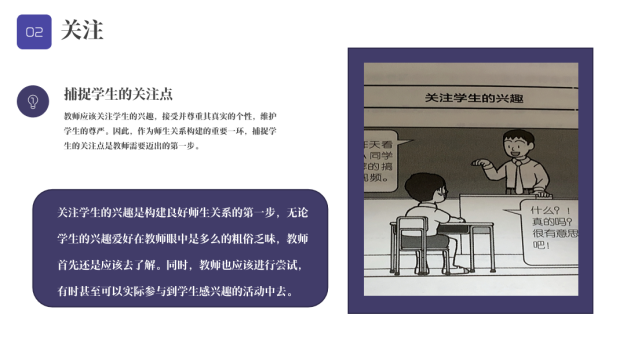 02
关注
捕捉学生的关注点
教师应该关注学生的兴趣，接受并尊重其真实的个性，维护
学生的尊严。因此，作为师生关系构建的重要一环，捕捉学
生的关注点是教师需要迈出的第一步。
关注学生的兴趣是构建良好师生关系的第一步，无论
学生的兴趣爱好在教师眼中是多么的粗俗乏味，教师
首先还是应该去了解。同时，教师也应该进行尝试，
有时甚至可以实际参与到学生感兴趣的活动中去。
关注学生的兴趣
天看
同学
的搞
视频。
什么？！
真的吗？
很有意思
吧！